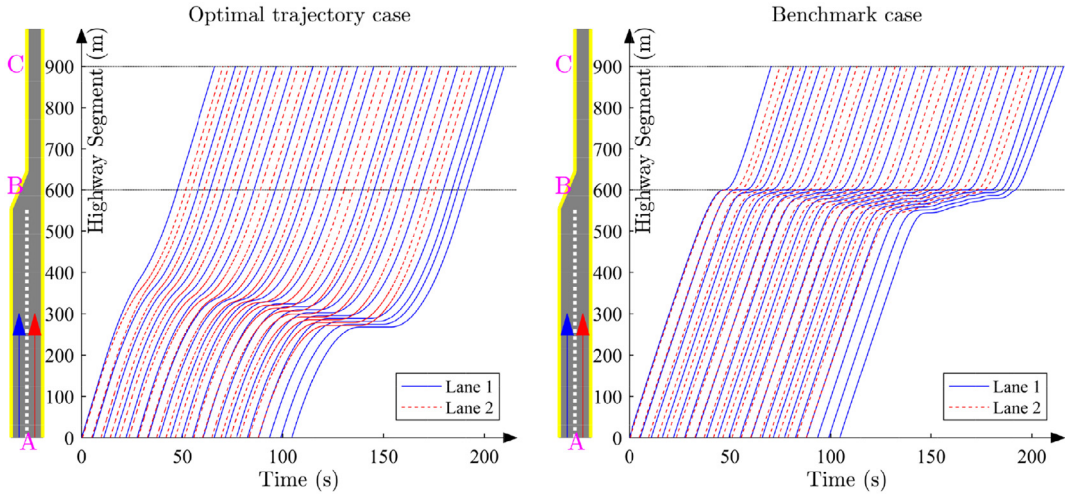 Optimal trajectory case
C
B
A
Highway Segment (m)
900
800
700
600
500
400
300
200
100
0
0
50
100
150
200
Time (s)
Lane 1
Lane 2
Benchmark case
C
B
A
Highway Segment (m)
900
800
700
600
500
400
300
200
100
0
0
50
100
150
200
Time (s)
Lane 1
Lane 2